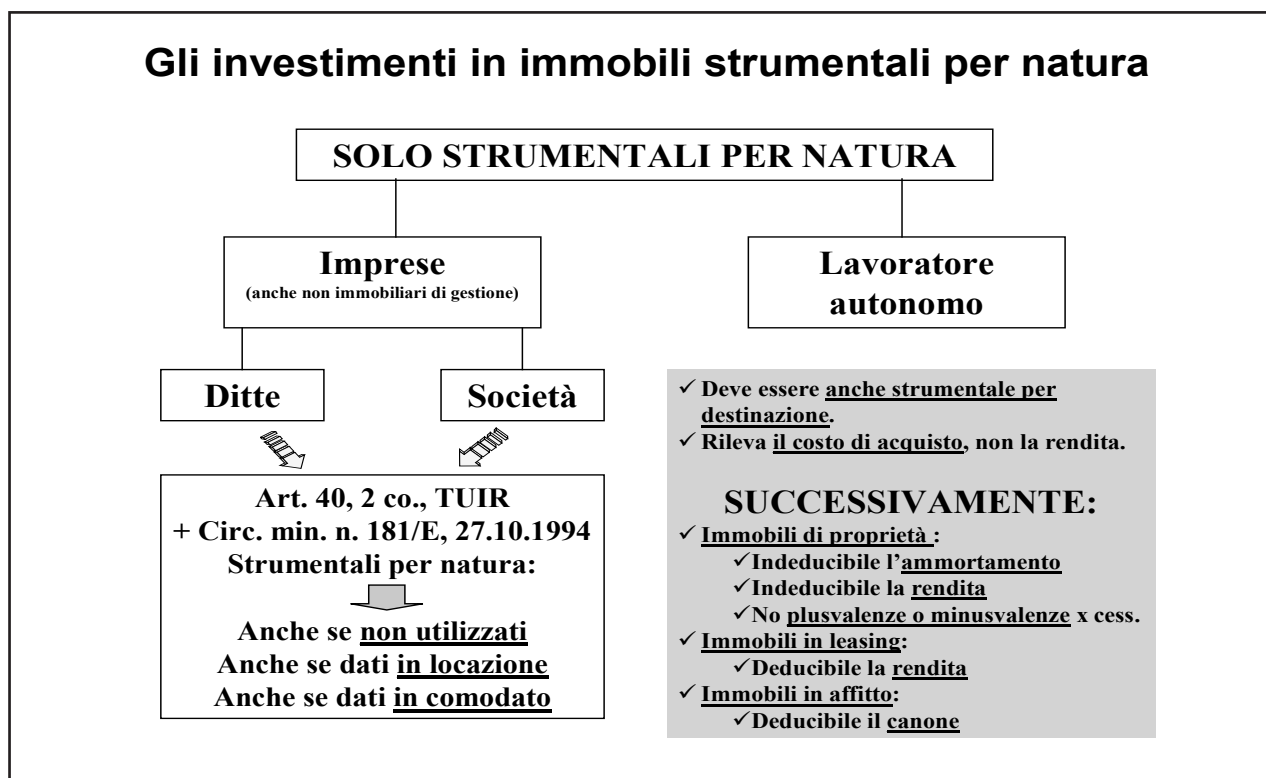 Gli investimenti in immobili strumentali per natura
SOLO STRUMENTALI PER NATURA
Imprese
(anche non immobiliari di gestione)
Lavoratore
autonomo
Ditte
Società
Art. 40, 2 co., TUIR
+ Circ. min. n. 181/E, 27.10.1994
Strumentali per natura:
Anche se non utilizzati
Anche se dati in locazione
Anche se dati in comodato
✓ Deve essere anche strumentale per
destinazione.
✓ Rileva il costo di acquisto, non la rendita.
SUCCESSIVAMENTE:
✓ Immobili di proprietà :
✓Indeducibile l'ammortamento
✓Indeducibile la rendita
✓No plusvalenze o minusvalenze x cess.
✓ Immobili in leasing:
✓Deducibile la rendita
✓ Immobili in affitto:
✓Deducibile il canone